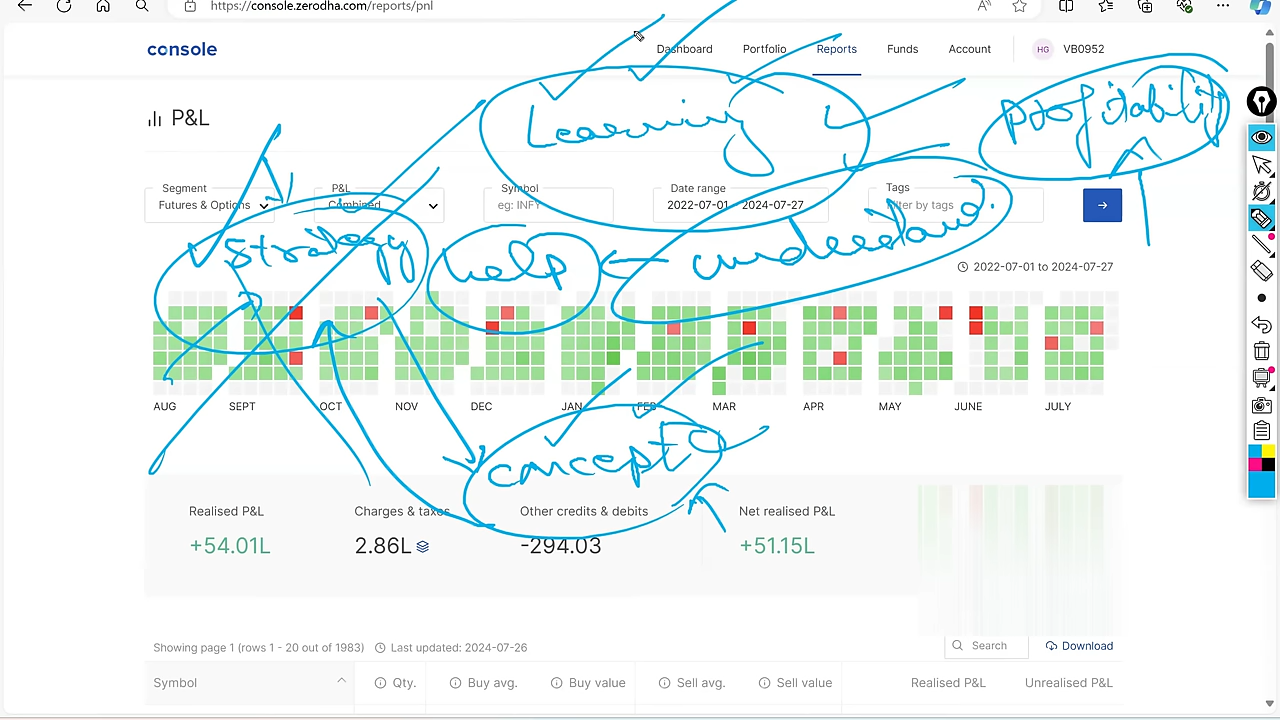 https://console.zerodha.com/reports/pnl
console
Dashboard Portfolio Reports Funds Account HG VB0952
P&L
Learning
profitability
Segment P&L Symbol Date range Tags
Futures & Options Combined eg: INFY 2022-07-01 - 2024-07-27 Filter by tags
strategy help understand
2022-07-01 to 2024-07-27
AUG SEPT OCT NOV DEC JAN FEB MAR APR MAY JUNE JULY
concept
Realised P&L Charges & taxes Other credits & debits Net realised P&L
+54.01L 2.86L -294.03 +51.15L
Showing page 1 (rows 1 - 20 out of 1983) Last updated: 2024-07-26 Search Download
Symbol Qty. Buy avg. Buy value Sell avg. Sell value Realised P&L Unrealised P&L